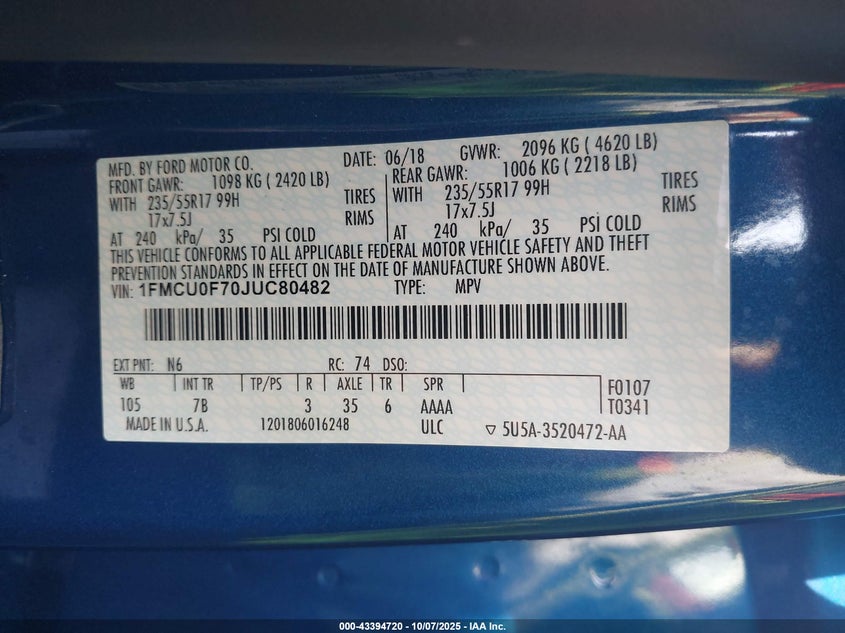 MFD. BY FORD MOTOR CO. DATE: 06/18 GVWR: 2096 KG ( 4620 LB)
FRONT GAWR: 1098 KG ( 2420 LB) REAR GAWR: 1006 KG ( 2218 LB)
WITH 235/55R17 99H TIRES WITH 235/55R17 99H TIRES
17x7.5J RIMS 17x7.5J RIMS
AT 240 kPa/ 35 PSI COLD AT 240 kPa/ 35 PSI COLD
THIS VEHICLE CONFORMS TO ALL APPLICABLE FEDERAL MOTOR VEHICLE SAFETY AND THEFT
PREVENTION STANDARDS IN EFFECT ON THE DATE OF MANUFACTURE SHOWN ABOVE.
VIN: 1FMCU0F70JUC80482 TYPE: MPV
EXT PNT: N6 RC: 74 DSO:
WB INT TR TP/PS R AXLE TR SPR F0107
105 7B 3 35 6 AAAA T0341
MADE IN U.S.A. 1201806016248 ULC ▽ 5U5A-3520472-AA
000-43394720 - 10/07/2025 - IAA Inc.